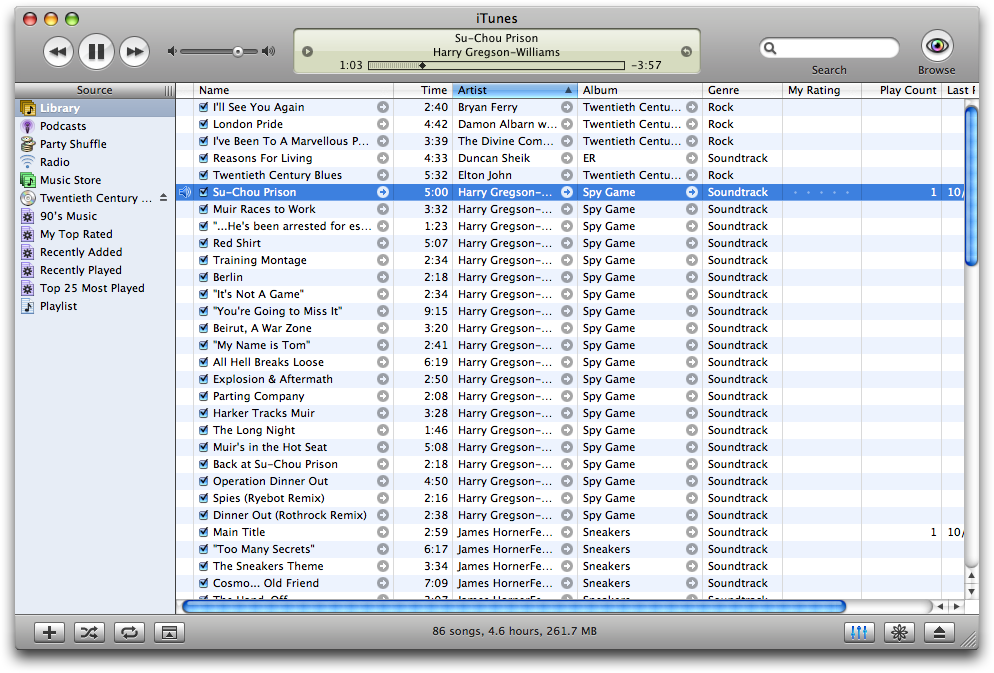 iTunes
Su-Chou Prison
Harry Gregson-Williams
1:03 -3:57
Search
Browse
Source Name Time Artist Album Genre My Rating Play Count Last
Library
Podcasts
Party Shuffle
Radio
Music Store
Twentieth Century ...
90's Music
My Top Rated
Recently Added
Recently Played
Top 25 Most Played
Playlist
I'll See You Again 2:40 Bryan Ferry Twentieth Centu... Rock
London Pride 4:42 Damon Albarn w... Twentieth Centu... Rock
I've Been To A Marvellous P... 3:39 The Divine Com... Twentieth Centu... Rock
Reasons For Living 4:33 Duncan Sheik ER Soundtrack
Twentieth Century Blues 5:32 Elton John Twentieth Centu... Rock
Su-Chou Prison 5:00 Harry Gregson-... Spy Game Soundtrack 1 10/
Muir Races to Work 3:32 Harry Gregson-... Spy Game Soundtrack
"...He's been arrested for es... 1:23 Harry Gregson-... Spy Game Soundtrack
Red Shirt 5:07 Harry Gregson-... Spy Game Soundtrack
Training Montage 2:34 Harry Gregson-... Spy Game Soundtrack
Berlin 2:18 Harry Gregson-... Spy Game Soundtrack
"It's Not A Game" 2:34 Harry Gregson-... Spy Game Soundtrack
"You're Going to Miss It" 9:15 Harry Gregson-... Spy Game Soundtrack
Beirut, A War Zone 3:20 Harry Gregson-... Spy Game Soundtrack
"My Name is Tom" 2:41 Harry Gregson-... Spy Game Soundtrack
All Hell Breaks Loose 6:19 Harry Gregson-... Spy Game Soundtrack
Explosion & Aftermath 2:50 Harry Gregson-... Spy Game Soundtrack
Parting Company 2:08 Harry Gregson-... Spy Game Soundtrack
Harker Tracks Muir 3:28 Harry Gregson-... Spy Game Soundtrack
The Long Night 1:46 Harry Gregson-... Spy Game Soundtrack
Muir's in the Hot Seat 5:08 Harry Gregson-... Spy Game Soundtrack
Back at Su-Chou Prison 2:18 Harry Gregson-... Spy Game Soundtrack
Operation Dinner Out 4:50 Harry Gregson-... Spy Game Soundtrack
Spies (Ryebot Remix) 2:16 Harry Gregson-... Spy Game Soundtrack
Dinner Out (Rothrock Remix) 2:38 Harry Gregson-... Spy Game Soundtrack
Main Title 2:59 James HornerFe... Sneakers Soundtrack 1 10/
"Too Many Secrets" 6:17 James HornerFe... Sneakers Soundtrack
The Sneakers Theme 3:34 James HornerFe... Sneakers Soundtrack
Cosmo... Old Friend 7:09 James HornerFe... Sneakers Soundtrack
86 songs, 4.6 hours, 261.7 MB